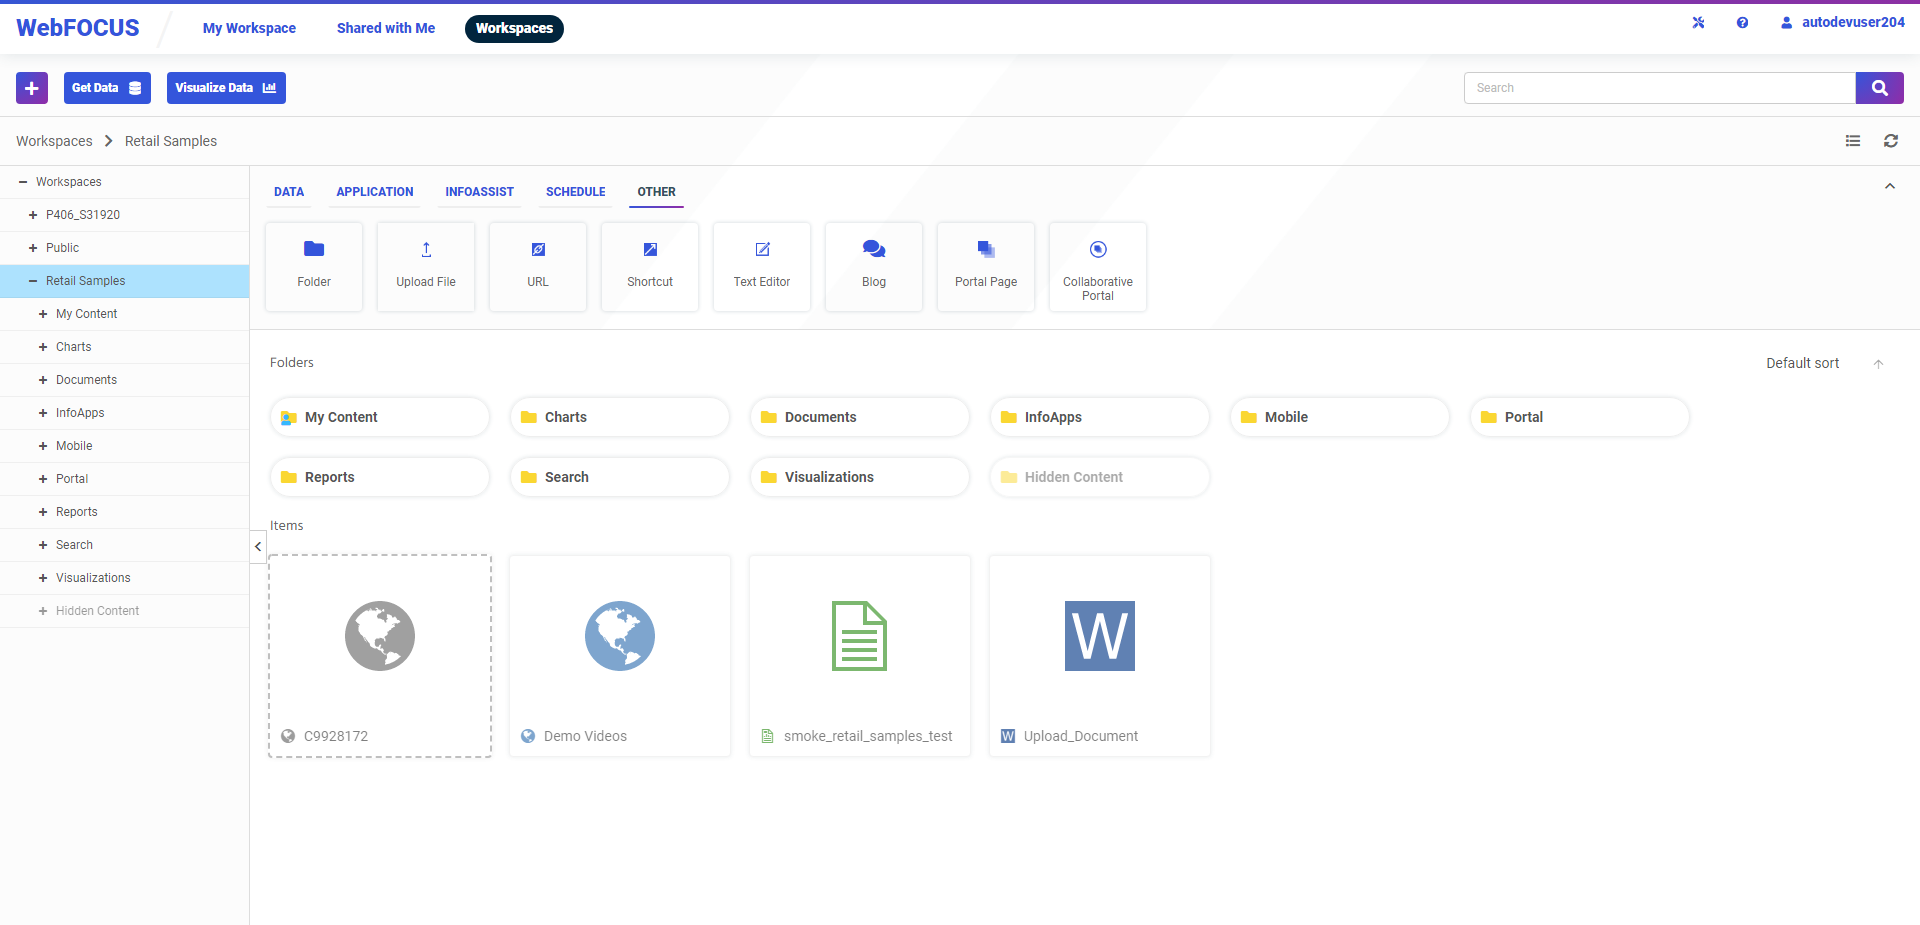 WebFOCUS
My Workspace
Shared with Me
Workspaces
autodevuser204
Get Data
Visualize Data
Search
Workspaces
Retail Samples
Workspaces
P406_S31920
Public
Retail Samples
My Content
Charts
Documents
InfoApps
Mobile
Portal
Reports
Search
Visualizations
Hidden Content
DATA
APPLICATION
INFOASSIST
SCHEDULE
OTHER
Folder
Upload File
URL
Shortcut
Text Editor
Blog
Portal Page
Collaborative
Portal
Folders
Default sort
My Content
Charts
Documents
InfoApps
Mobile
Portal
Reports
Search
Visualizations
Hidden Content
Items
W
C9928172
Demo Videos
smoke_retail_samples_test
W
Upload_Document